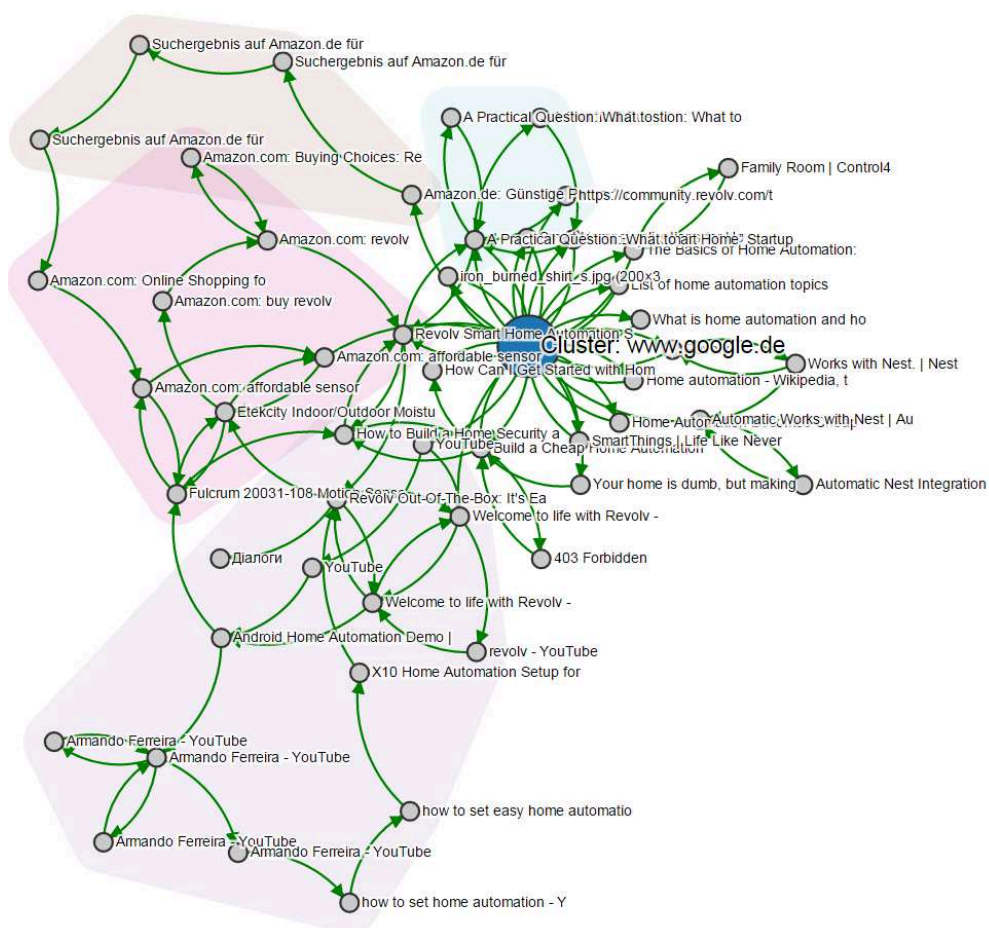 Suchergebnis auf Amazon.de für
Suchergebnis auf Amazon.de für
A Practical Question: What to
Suchergebnis auf Amazon.de für
Amazon.com: Buying Choices: Re
Family Room | Control4
Amazon.de: Günstige P
https://community.revolv.com/t
Amazon.com: revolv
A Practical Question: What to
Startup
The Basics of Home Automation:
iron_burned_shirt_s.jpg (200×3
Amazon.com: Online Shopping fo
List of home automation topics
Amazon.com: buy revolv
What is home automation and ho
Revolv Smart Home Automation S
Cluster: www.google.de
Amazon.com: affordable sensor
Works with Nest. | Nest
How Can I Get Started with Hom
Home automation - Wikipedia, t
Amazon.com: affordable sensor
Etekcity Indoor/Outdoor Moistu
Automatic Works with Nest | Au
How to Build a Home Security a
SmartThings | Life Like Never
YouTube
Build a Cheap Home Automation
Your home is dumb, but making
Automatic Nest Integration
Fulcrum 20031-108 Motion Senso
Revolv Out-Of-The-Box: It's Ea
Welcome to life with Revolv -
Діалоги
403 Forbidden
YouTube
Welcome to life with Revolv -
Android Home Automation Demo |
revolv - YouTube
X10 Home Automation Setup for
Armando Ferreira - YouTube
Armando Ferreira - YouTube
how to set easy home automatio
Armando Ferreira - YouTube
Armando Ferreira - YouTube
how to set home automation - Y